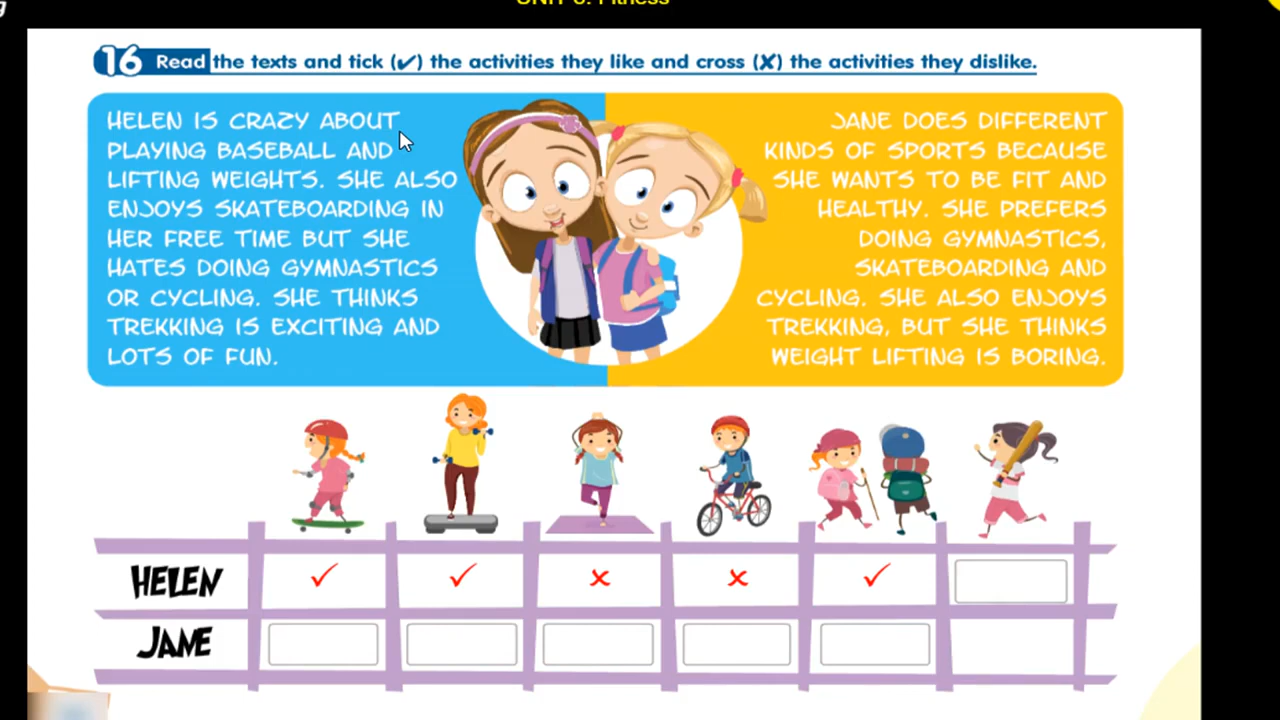 16 Read the texts and tick (✔) the activities they like and cross (✘) the activities they dislike.
HELEN IS CRAZY ABOUT
PLAYING BASEBALL AND
LIFTING WEIGHTS. SHE ALSO
ENJOYS SKATEBOARDING IN
HER FREE TIME BUT SHE
HATES DOING GYMNASTICS
OR CYCLING. SHE THINKS
TREKKING IS EXCITING AND
LOTS OF FUN.
JANE DOES DIFFERENT
KINDS OF SPORTS BECAUSE
SHE WANTS TO BE FIT AND
HEALTHY. SHE PREFERS
DOING GYMNASTICS,
SKATEBOARDING AND
CYCLING. SHE ALSO ENJOYS
TREKKING, BUT SHE THINKS
WEIGHT LIFTING IS BORING.
HELEN ✓ ✓ x x ✓
JANE